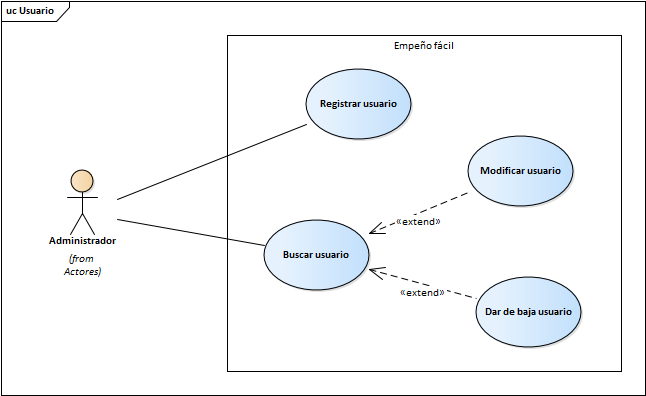 uc Usuario
Empeño fácil
Registrar usuario
Modificar usuario
«extend»
Administrador
(from
Actores)
Buscar usuario
«extend»
Dar de baja usuario